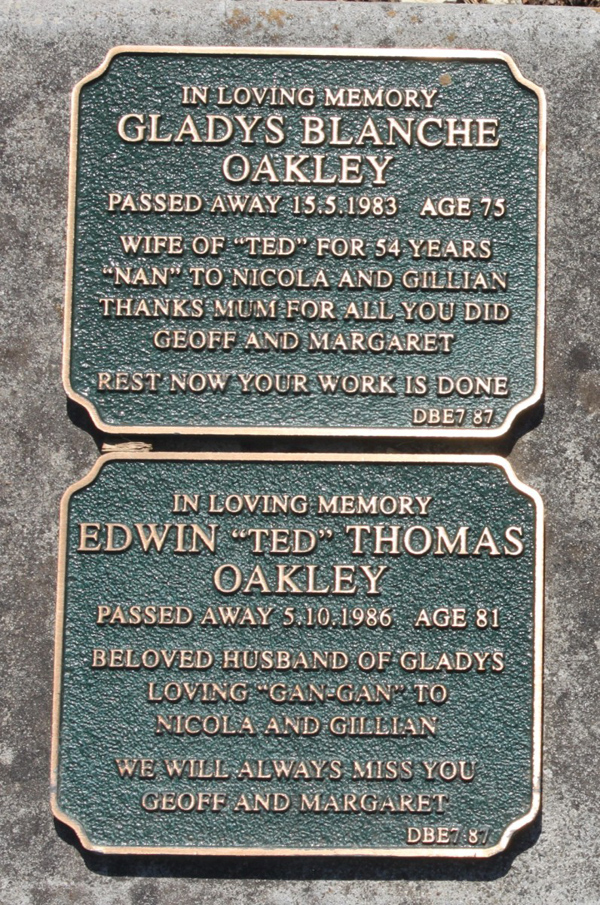 IN LOVING MEMORY
GLADYS BLANCHE
OAKLEY
PASSED AWAY 15.5.1983 AGE 75
WIFE OF "TED" FOR 54 YEARS
"NAN" TO NICOLA AND GILLIAN
THANKS MUM FOR ALL YOU DID
GEOFF AND MARGARET
REST NOW YOUR WORK IS DONE
DBE7 87
IN LOVING MEMORY
EDWIN "TED" THOMAS
OAKLEY
PASSED AWAY 5.10.1986 AGE 81
BELOVED HUSBAND OF GLADYS
LOVING "GAN-GAN" TO
NICOLA AND GILLIAN
WE WILL ALWAYS MISS YOU
GEOFF AND MARGARET
DBE7 87